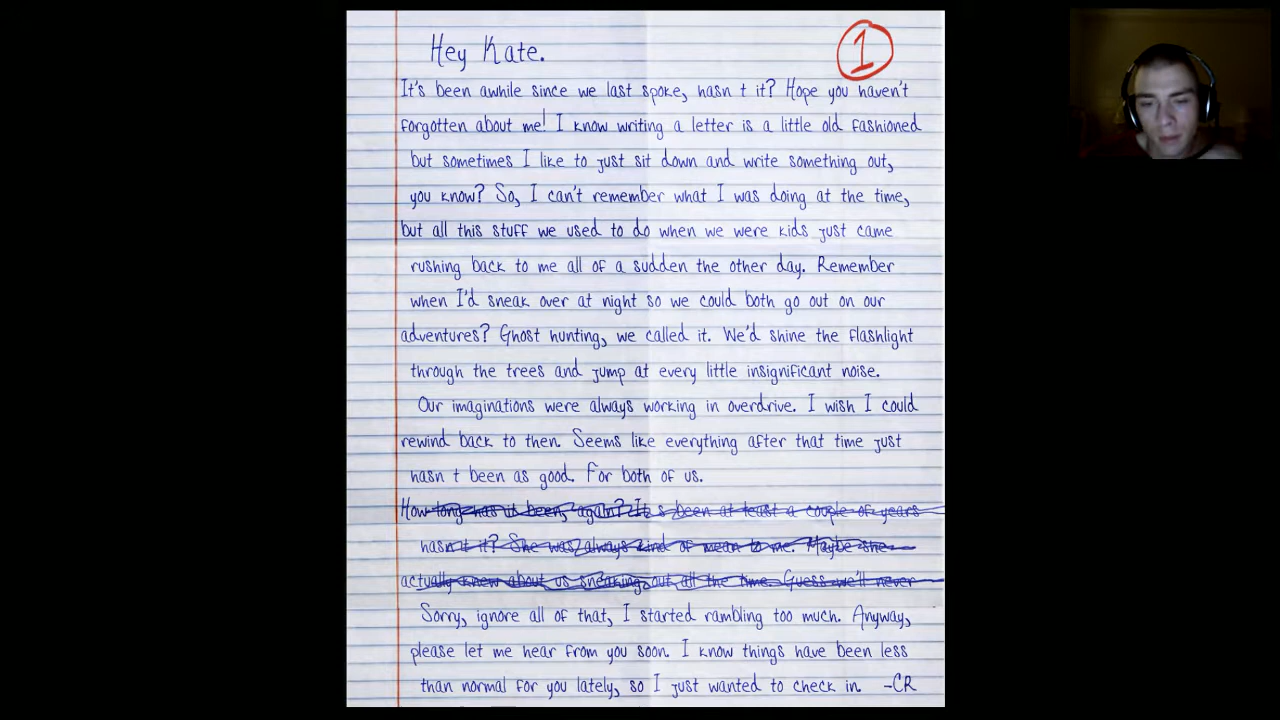 Hey Kate.
1
It's been awhile since we last spoke, hasn t it? Hope you haven't
forgotten about me! I know writing a letter is a little old fashioned
but sometimes I like to just sit down and write something out,
you know? So, I can't remember what I was doing at the time,
but all this stuff we used to do when we were kids just came
rushing back to me all of a sudden the other day. Remember
when I'd sneak over at night so we could both go out on our
adventures? Ghost hunting, we called it. We'd shine the flashlight
through the trees and jump at every little insignificant noise.
Our imaginations were always working in overdrive. I wish I could
rewind back to then. Seems like everything after that time just
hasn t been as good. For both of us.
How long has it been, again? It s been at least a couple of years
hasn t it? She was always kind of mean to me. Maybe she
actually knew about us sneaking out all the time. Guess we'll never
Sorry, ignore all of that, I started rambling too much. Anyway,
please let me hear from you soon. I know things have been less
than normal for you lately, so I just wanted to check in. -CR